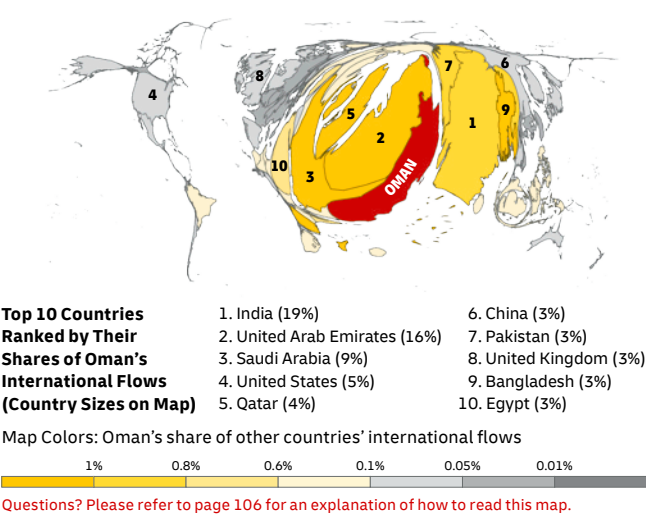 4
8
7
6
5
1
9
2
10
3
OMAN
Top 10 Countries
Ranked by Their
Shares of Oman's
International Flows
(Country Sizes on Map)
1. India (19%)
2. United Arab Emirates (16%)
3. Saudi Arabia (9%)
4. United States (5%)
5. Qatar (4%)
6. China (3%)
7. Pakistan (3%)
8. United Kingdom (3%)
9. Bangladesh (3%)
10. Egypt (3%)
Map Colors: Oman's share of other countries' international flows
1% 0.8% 0.6% 0.1% 0.05% 0.01%
Questions? Please refer to page 106 for an explanation of how to read this map.